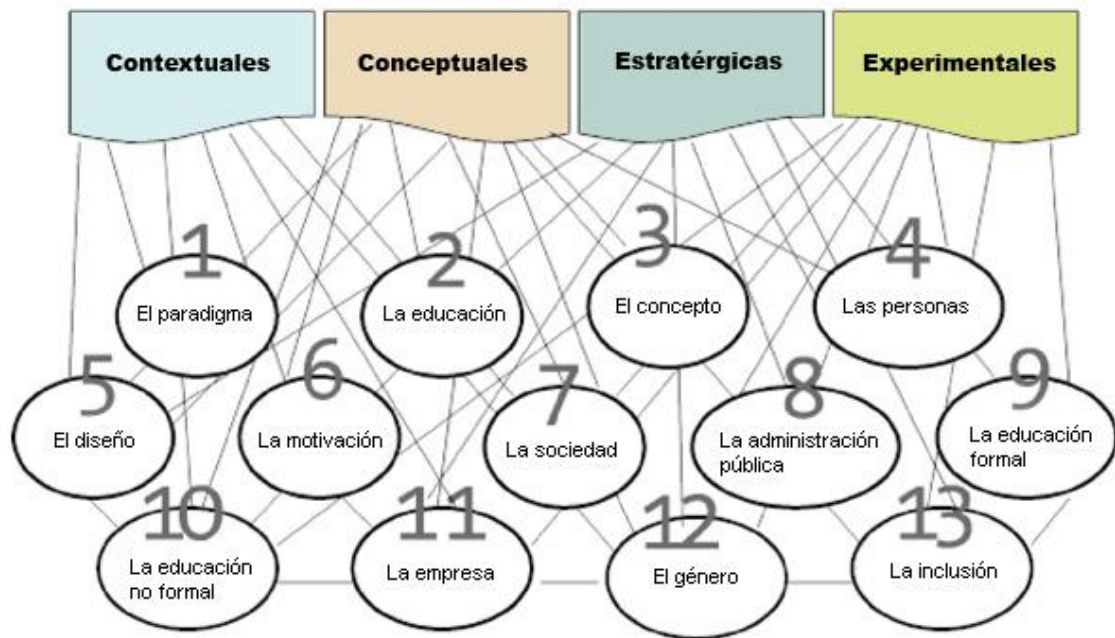 Contextuales
Conceptuales
Estratérgicas
Experimentales
1
El paradigma
2
La educación
3
El concepto
4
Las personas
5
El diseño
6
La motivación
7
La sociedad
8
La administración
pública
9
La educación
formal
10
La educación
no formal
11
La empresa
12
El género
13
La inclusión